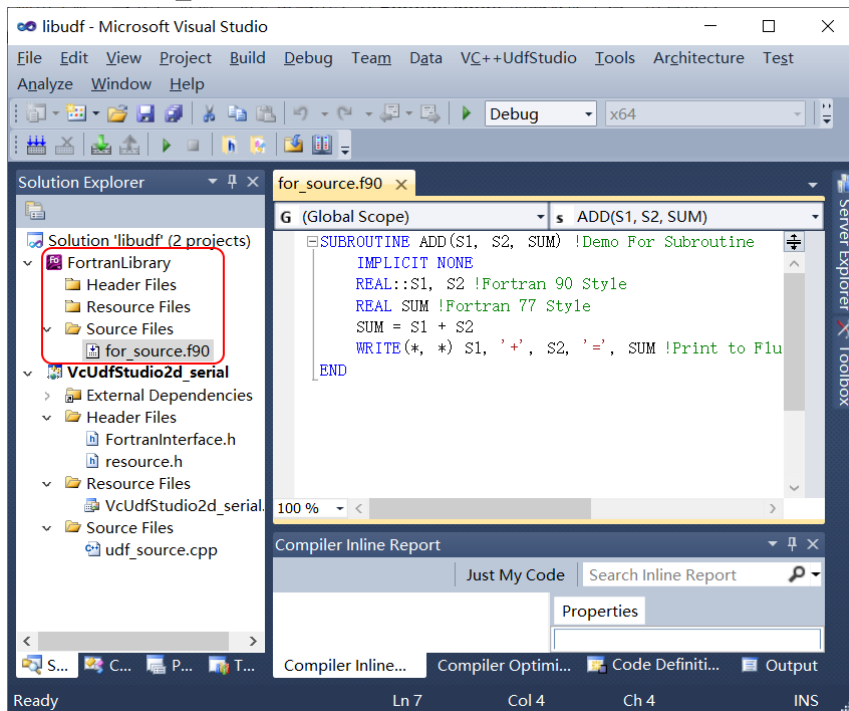 libudf - Microsoft Visual Studio
File Edit View Project Build Debug Team Data VC++UdfStudio Tools Architecture Test
Analyze Window Help
Debug x64
Solution Explorer
for_source.f90
(Global Scope) ADD(S1, S2, SUM)
Solution 'libudf' (2 projects)
FortranLibrary
Header Files
Resource Files
Source Files
for_source.f90
VcUdfStudio2d_serial
External Dependencies
Header Files
FortranInterface.h
resource.h
Resource Files
VcUdfStudio2d_serial.
Source Files
udf_source.cpp
SUBROUTINE ADD(S1, S2, SUM) !Demo For Subroutine
IMPLICIT NONE
REAL::S1, S2 !Fortran 90 Style
REAL SUM !Fortran 77 Style
SUM = S1 + S2
WRITE(*, *) S1, '+', S2, '=', SUM !Print to Flu
END
100 %
Compiler Inline Report
Just My Code Search Inline Report
Properties
S... C... P... T...
Compiler Inline... Compiler Optimi... Code Definiti... Output
Ready Ln 7 Col 4 Ch 4 INS
Server Explorer
Toolbox